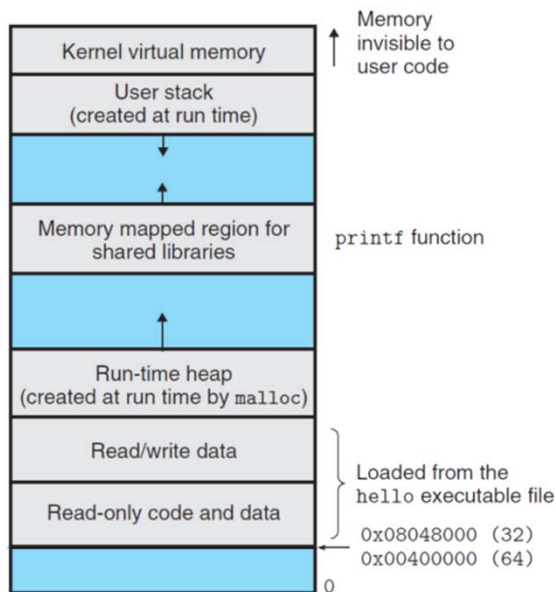 Kernel virtual memory
Memory
invisible to
user code
User stack
(created at run time)
Memory mapped region for
shared libraries
printf function
Run-time heap
(created at run time by malloc)
Read/write data
Read-only code and data
Loaded from the
hello executable file
0x08048000 (32)
0x00400000 (64)
0